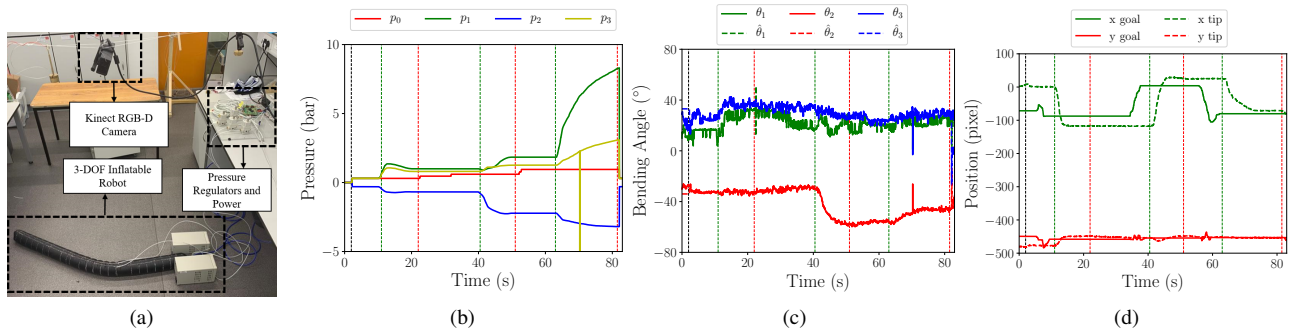 Kinect RGB-D
Camera
3-DOF Inflatable
Robot
Pressure
Regulators and
Power
(a)
p₀ p₁ p₂ p₃
10
5
0
−5
0 20 40 60 80
Pressure (bar)
Time (s)
(b)
θ₁ θ₂ θ₃
θ̂₁ θ̂₂ θ̂₃
80
40
0
−40
−80
0 20 40 60 80
Bending Angle (°)
Time (s)
(c)
x goal x tip
y goal y tip
100
0
−100
−200
−300
−400
−500
0 20 40 60 80
Position (pixel)
Time (s)
(d)